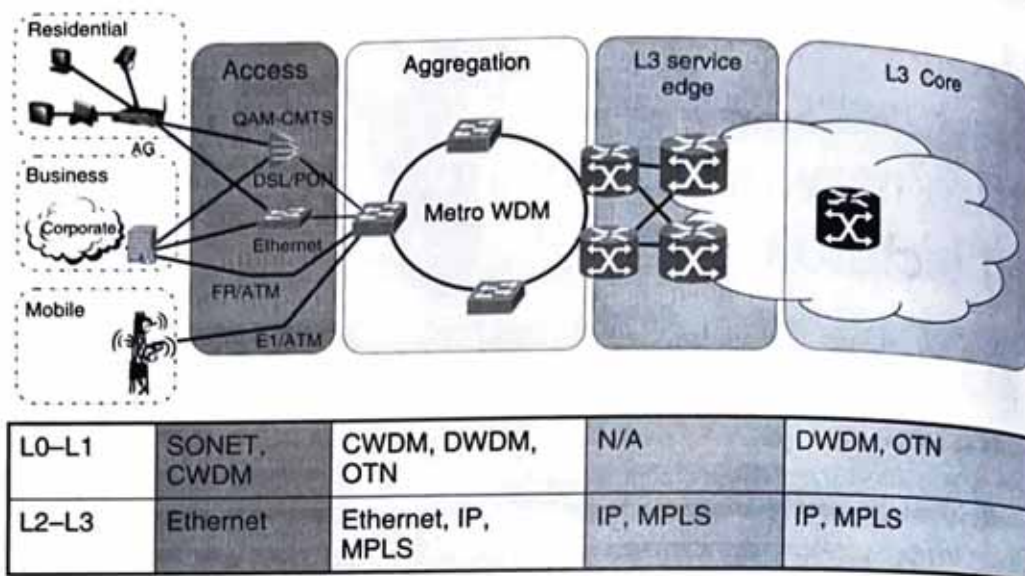 Residential
AG
Business
Corporate
Mobile
Access
QAM-CMTS
DSL/PON
Ethernet
FR/ATM
E1/ATM
Aggregation
Metro WDM
L3 service
edge
L3 Core
L0–L1
SONET,
CWDM
CWDM, DWDM,
OTN
N/A
DWDM, OTN
L2–L3
Ethernet
Ethernet, IP,
MPLS
IP, MPLS
IP, MPLS